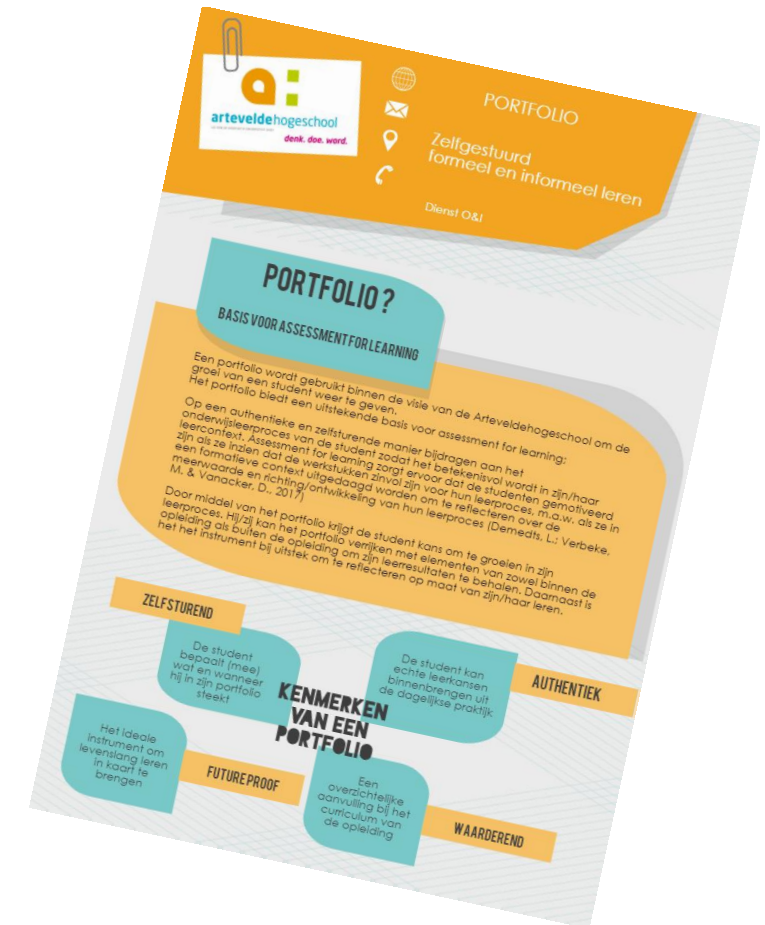 artevelde hogeschool
denk. doe. word.
PORTFOLIO
Zelfgestuurd
formeel en informeel leren
Dienst O&I
PORTFOLIO?
BASIS VOOR ASSESSMENT FOR LEARNING
Een portfolio wordt gebruikt binnen de visie van de Arteveldehogeschool om de
groei van een student weer te geven.
Het portfolio biedt een uitstekende basis voor assessment for learning:
Op een authentieke en zelfsturende manier bijdragen aan het
onderwijsleerproces van de student zodat het betekenisvol wordt in zijn/haar
leercontext. Assessment for learning zorgt ervoor dat de studenten gemotiveerd
zijn als ze inzien dat de werkstukken zinvol zijn voor hun leerproces, m.a.w. als ze in
een formatieve context uitgedaagd worden om te reflecteren over de
meerwaarde en richting/ontwikkeling van hun leerproces (Demedts, L.; Verbeke,
M. & Vanacker, D., 2017)
Door middel van het portfolio krijgt de student kans om te groeien in zijn
leerproces. Hij/zij kan het portfolio verrijken met elementen van zowel binnen de
opleiding als buiten de opleiding om zijn leerresultaten te behalen. Daarnaast is
het het instrument bij uitstek om te reflecteren op maat van zijn/haar leren.
ZELFSTUREND
De student
bepaalt (mee)
wat en wanneer
hij in zijn portfolio
steekt
De student kan
echte leerkansen
binnenbrengen uit
de dagelijkse praktijk
AUTHENTIEK
KENMERKEN
VAN EEN
PORTFOLIO
Het ideale
instrument om
levenslang leren
in kaart te
brengen
FUTUREPROOF
Een
overzichtelijke
aanvulling bij het
curriculum van
de opleiding
WAARDEREND